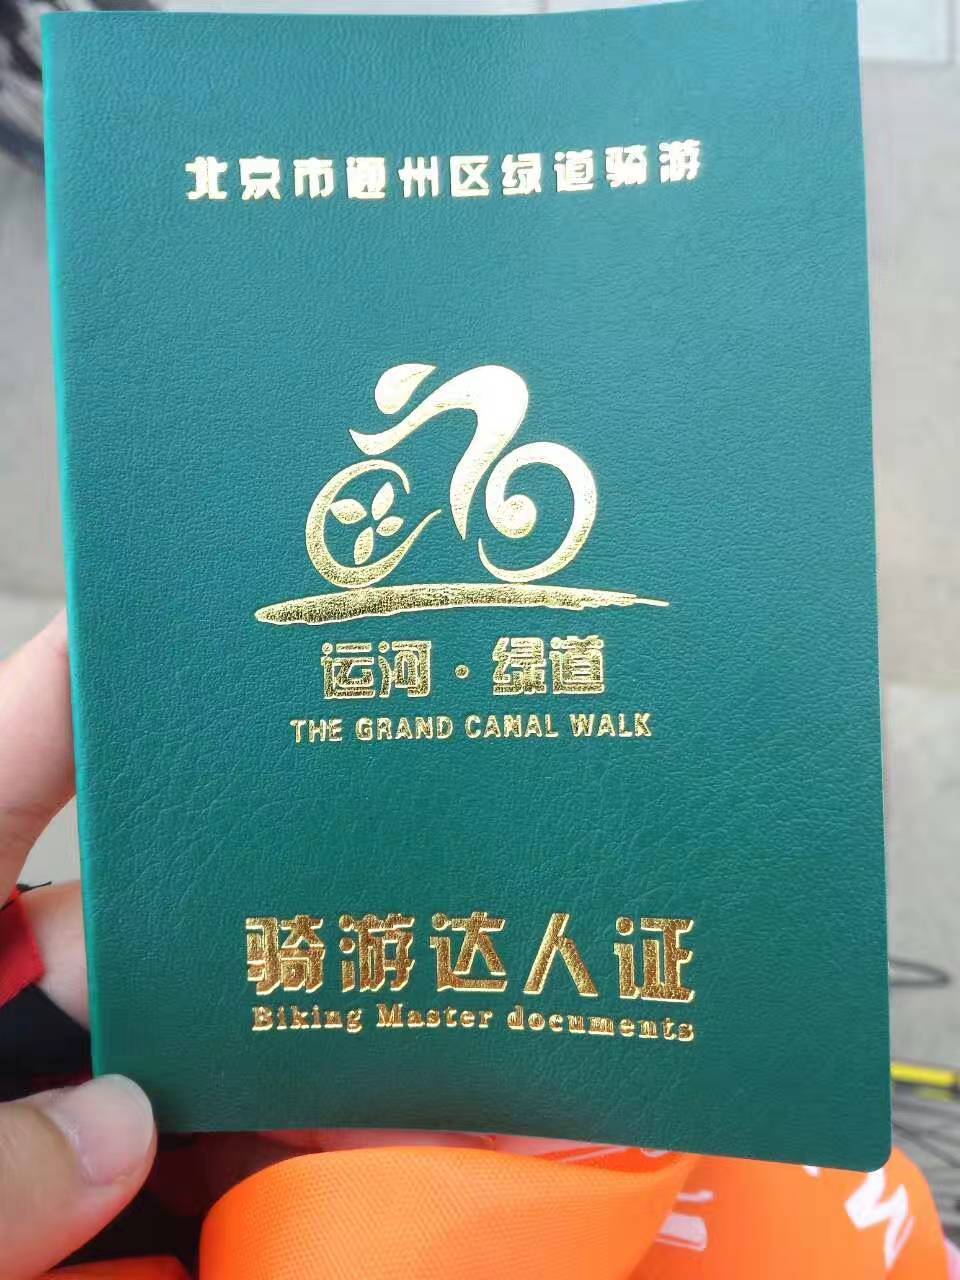 北京市通州区绿道骑游
运河·绿道
THE GRAND CANAL WALK
骑游达人证
Biking Master documents